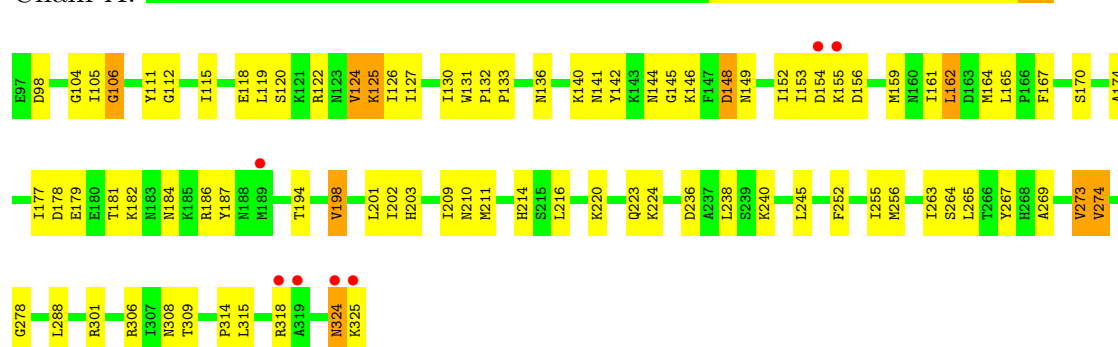 E97 D98 G104 I105 G106 Y111 G112 I115 E118 L119 S120 K121 R122 N123 V124 K125 I126 I127 I130 W131 P132 P133 N136 K140 N141 Y142 K143 N144 G145 K146 F147 D148 N149 I152 I153 D154 K155 D156 M159 N160 I161 L162 D163 M164 L165 P166 F167 S170 A174
I177 D178 E179 E180 T181 K182 N183 N184 K185 R186 Y187 N188 M189 T194 V198 L201 I202 H203 I209 N210 M211 H214 S215 L216 K220 Q223 K224 D236 A237 L238 S239 K240 L245 F252 I255 M256 I263 S264 L265 T266 Y267 H268 A269 V273 V274
G278 L288 R301 R306 I307 N308 T309 P314 L315 R318 A319 N324 K325